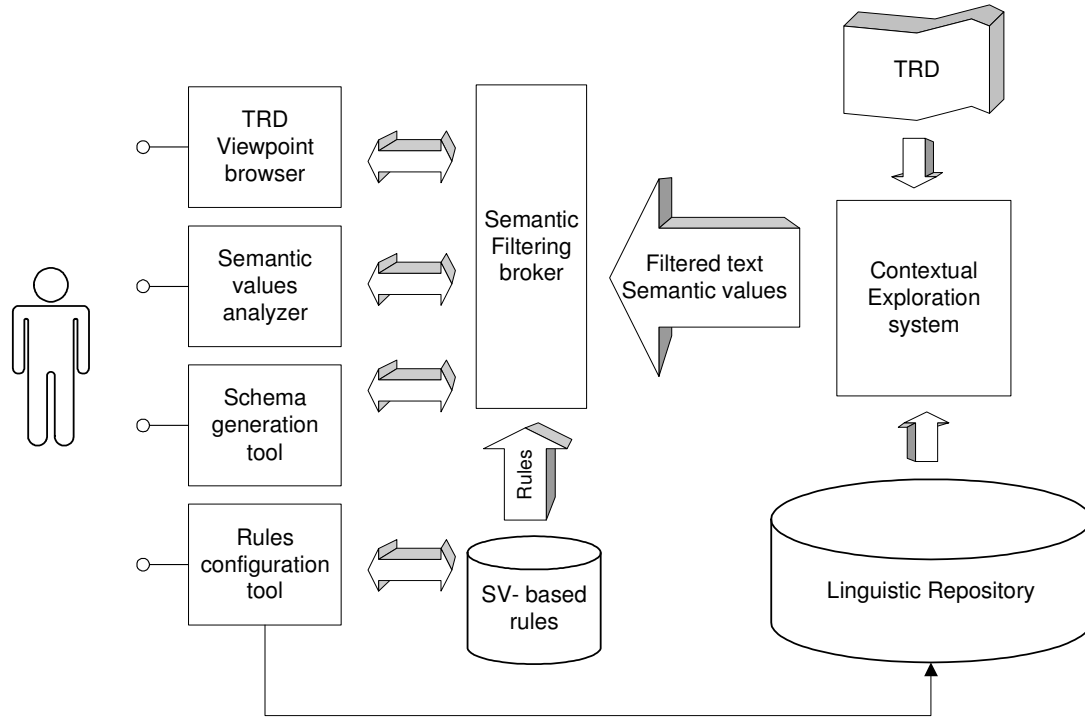 TRD
TRD
Viewpoint
browser
Semantic
Filtering
broker
Semantic
values
analyzer
Filtered text
Semantic values
Contextual
Exploration
system
Schema
generation
tool
Rules
Rules
configuration
tool
SV- based
rules
Linguistic Repository